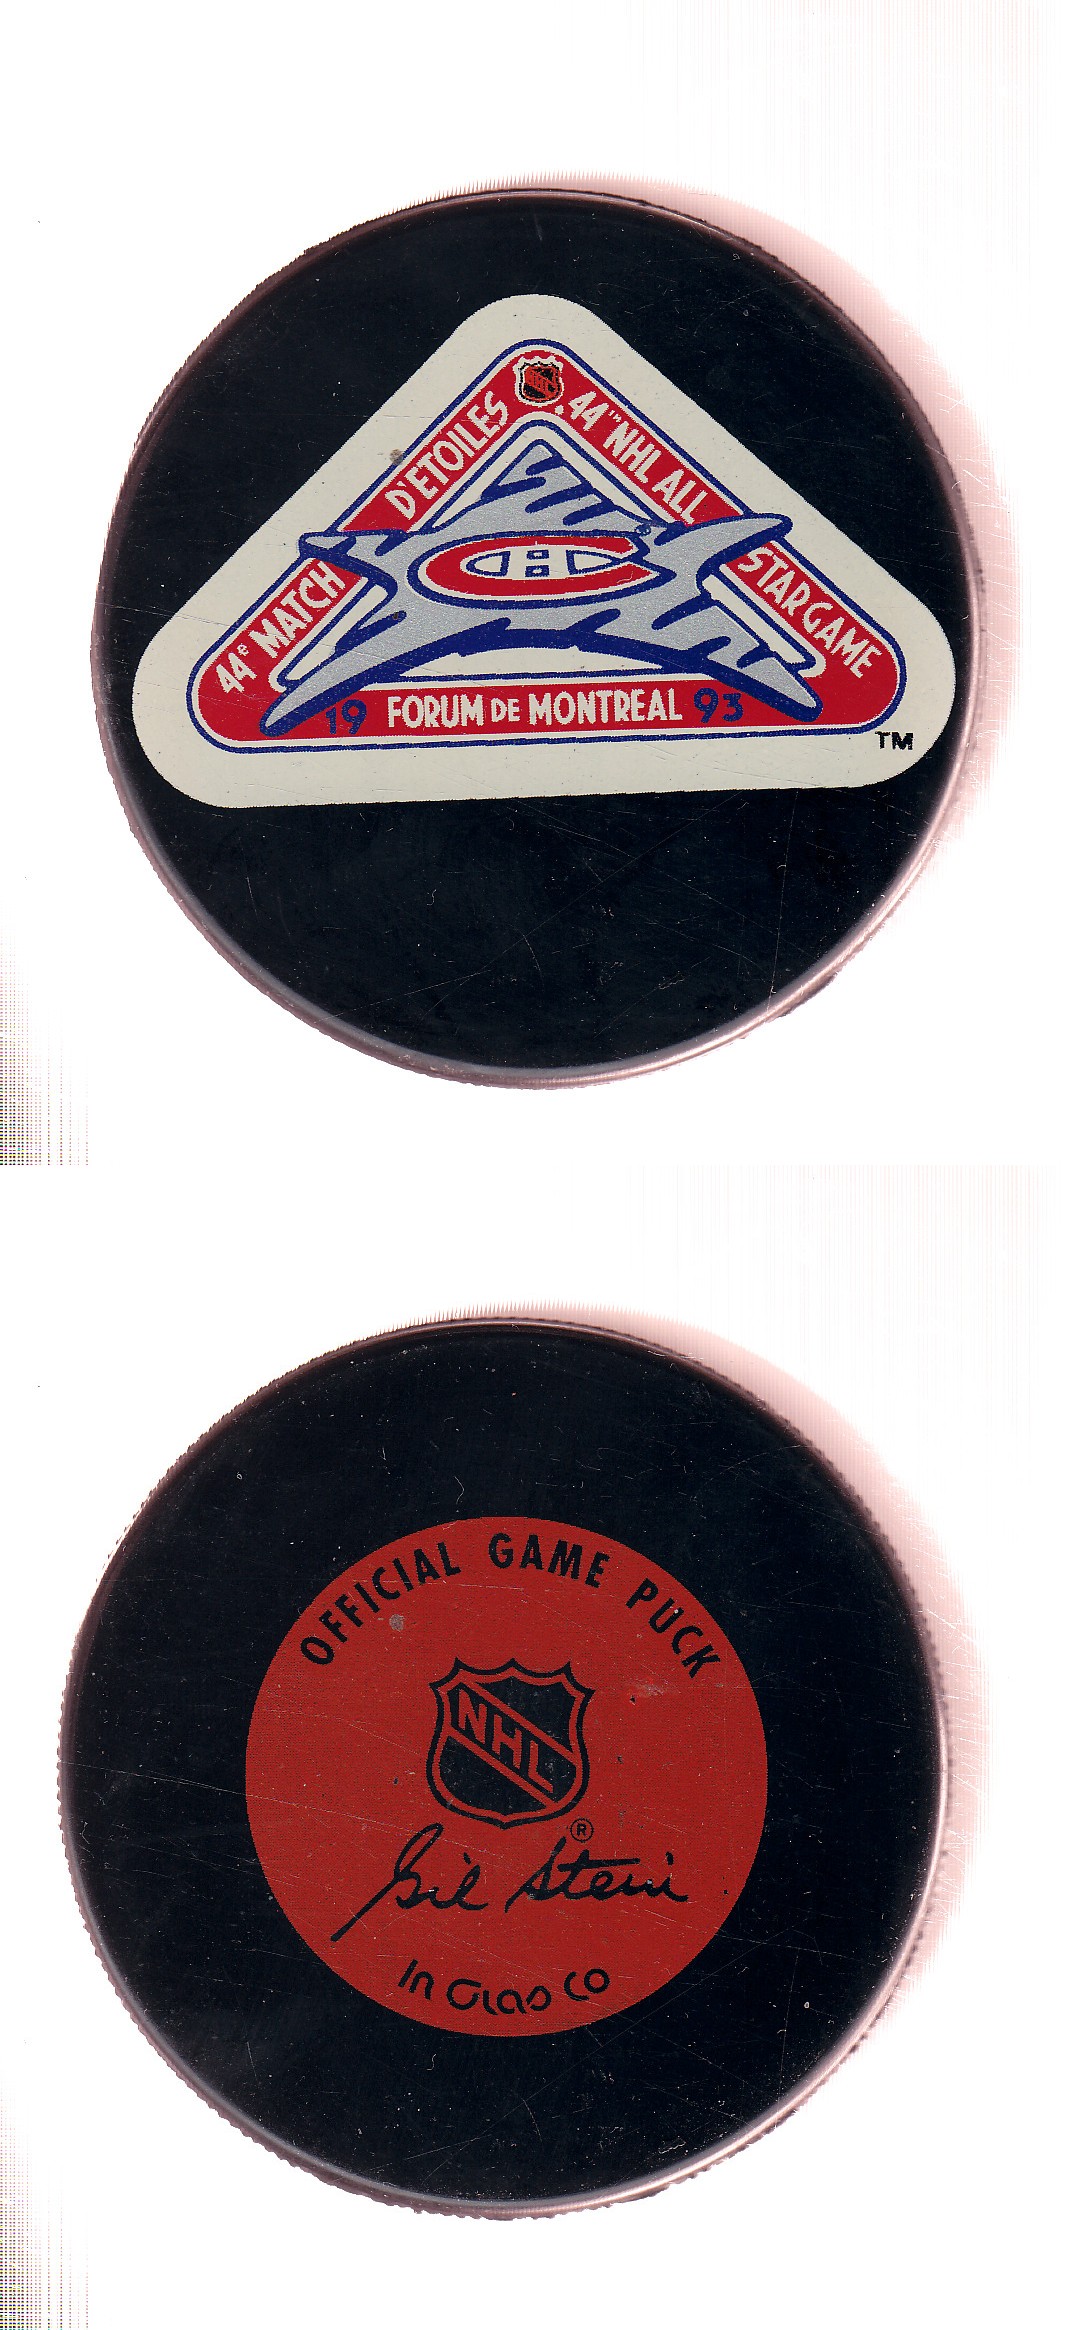 44e MATCH D'ETOILES
NHL
44TH NHL ALL STAR GAME
CH
19 FORUM DE MONTREAL 93
TM
OFFICIAL GAME PUCK
NHL
®
Gil Stein
In Glas Co